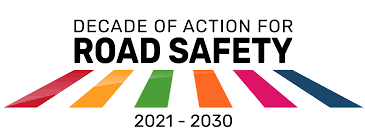 DECADE OF ACTION FOR
ROAD SAFETY
2021 - 2030